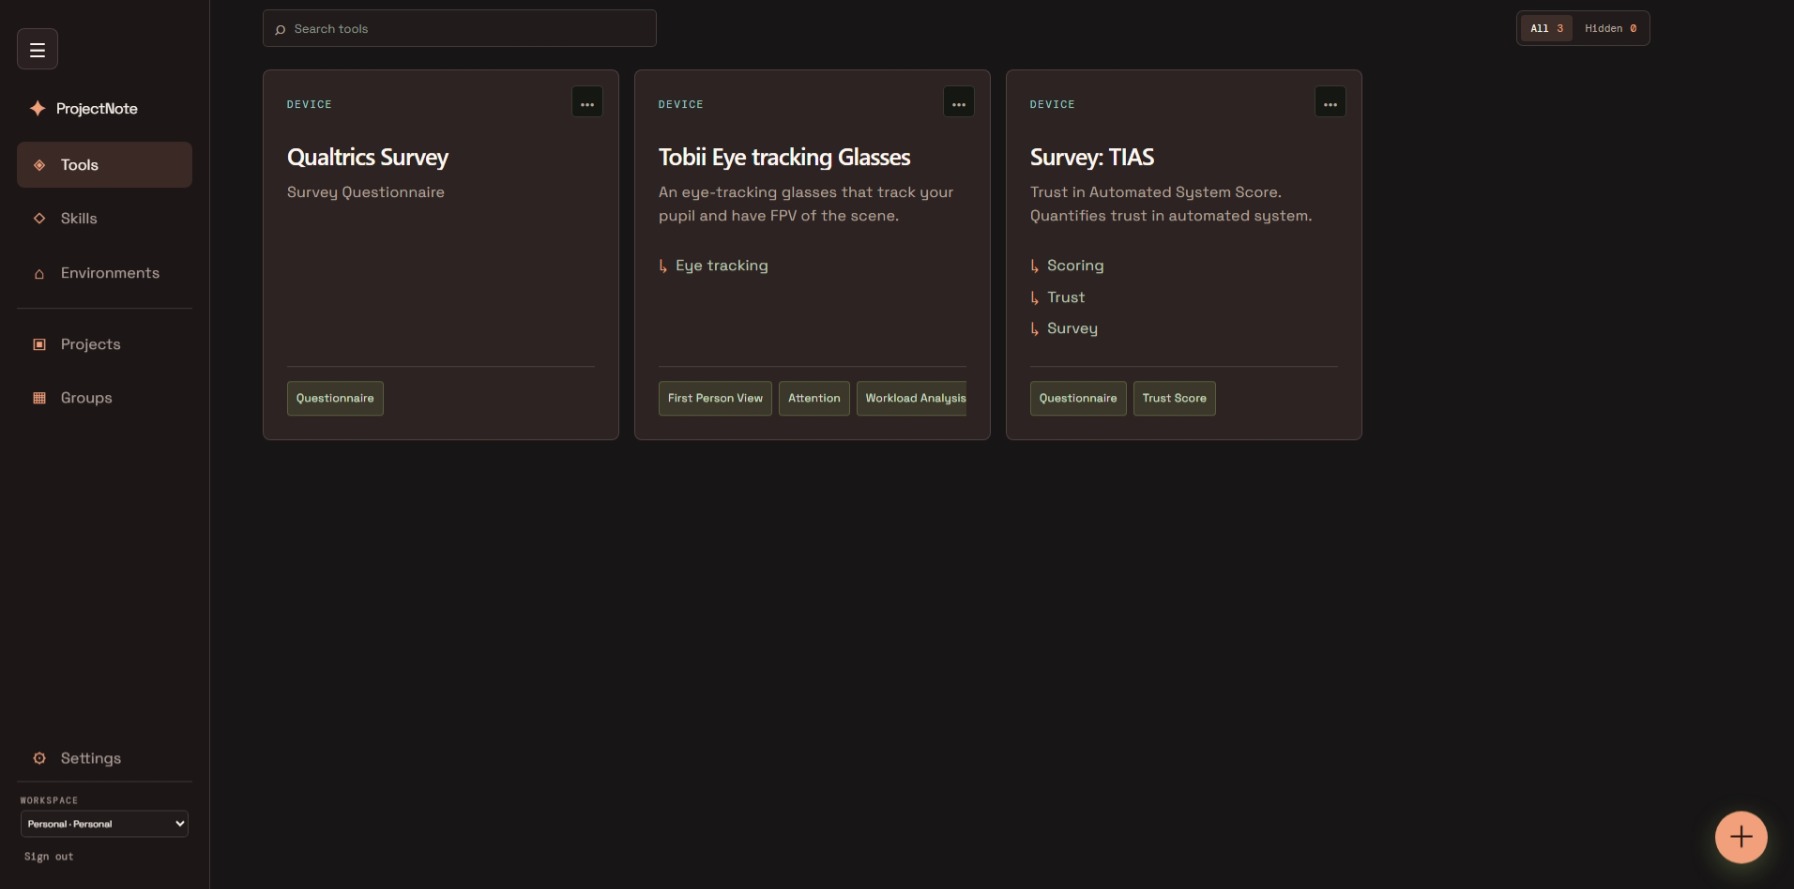 Search tools
All 3
Hidden 0
ProjectNote
Tools
Skills
Environments
Projects
Groups
Settings
WORKSPACE
Personal · Personal
Sign out
DEVICE
...
Qualtrics Survey
Survey Questionnaire
Questionnaire
DEVICE
...
Tobii Eye tracking Glasses
An eye-tracking glasses that track your
pupil and have FPV of the scene.
↳ Eye tracking
First Person View
Attention
Workload Analysis
DEVICE
...
Survey: TIAS
Trust in Automated System Score.
Quantifies trust in automated system.
↳ Scoring
↳ Trust
↳ Survey
Questionnaire
Trust Score